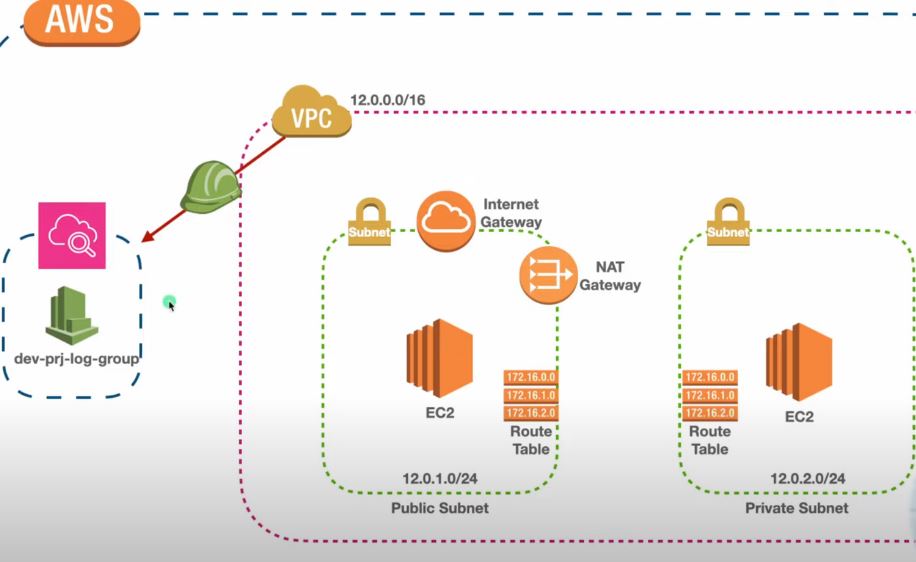 AWS
VPC
12.0.0.0/16
Subnet
Internet
Gateway
Subnet
NAT
Gateway
dev-prj-log-group
EC2
172.16.0.0
172.16.1.0
172.16.2.0
Route
Table
172.16.0.0
172.16.1.0
172.16.2.0
Route
Table
EC2
12.0.1.0/24
Public Subnet
12.0.2.0/24
Private Subnet